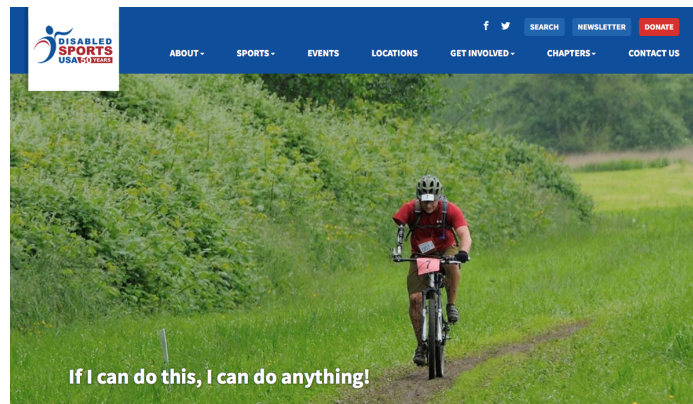 DISABLED
SPORTS
USA 50 YEARS
SEARCH
NEWSLETTER
DONATE
ABOUT
SPORTS
EVENTS
LOCATIONS
GET INVOLVED
CHAPTERS
CONTACT US
7
If I can do this, I can do anything!